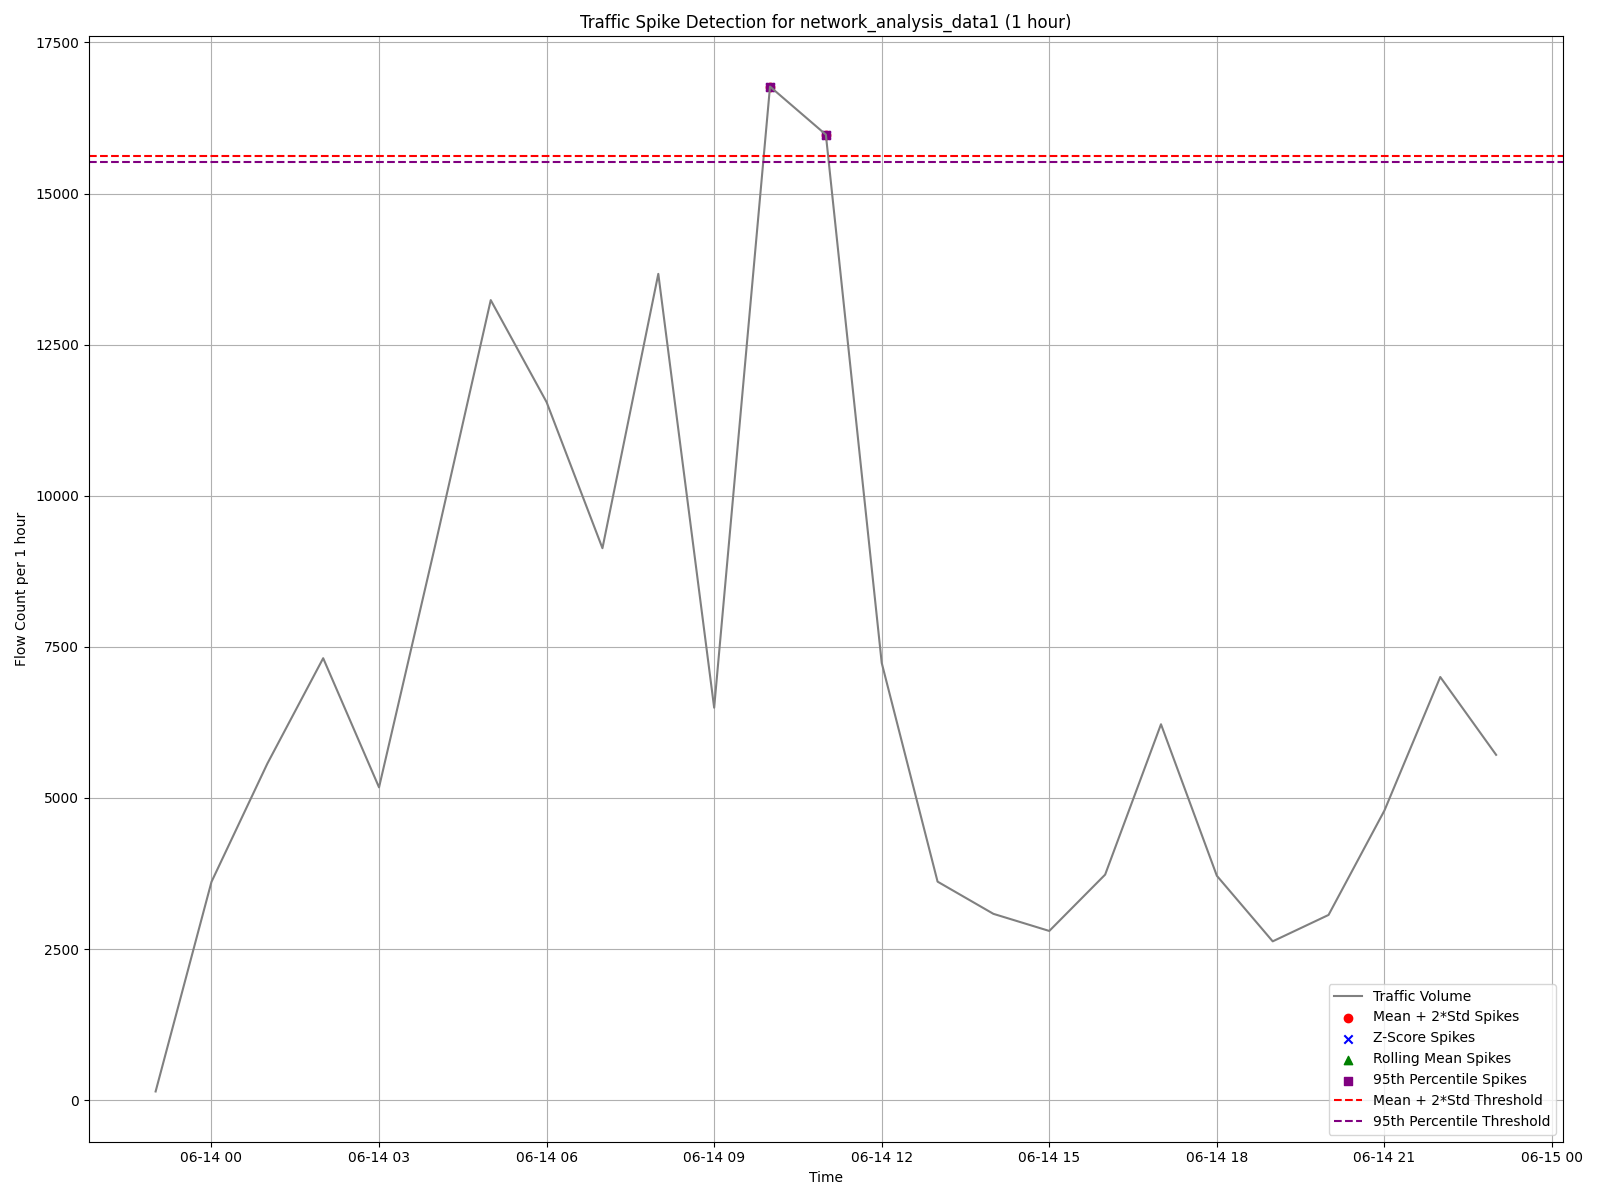 Traffic Spike Detection for network_analysis_data1 (1 hour)
17500
15000
12500
10000
7500
5000
2500
0
Flow Count per 1 hour
Traffic Volume
Mean + 2*Std Spikes
Z-Score Spikes
Rolling Mean Spikes
95th Percentile Spikes
Mean + 2*Std Threshold
95th Percentile Threshold
06-14 00
06-14 03
06-14 06
06-14 09
06-14 12
06-14 15
06-14 18
06-14 21
06-15 00
Time